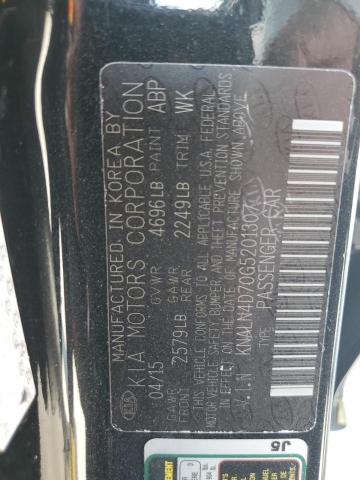 MANUFACTURED IN KOREA BY
KIA MOTORS CORPORATION
04/15 GVWR 4696LB PAINT ABP
GAWR 2579LB REAR 2249LB TRIM WK
THIS VEHICLE CONFORMS TO ALL APPLICABLE U.S.A. FEDERAL
MOTOR VEHICLE SAFETY, BUMPER, AND THEFT PREVENTION STANDARDS
IN EFFECT ON THE DATE OF MANUFACTURE SHOWN ABOVE.
V.I.N KNALN4D70G5201307
TYPE: PASSENGER CAR
J5